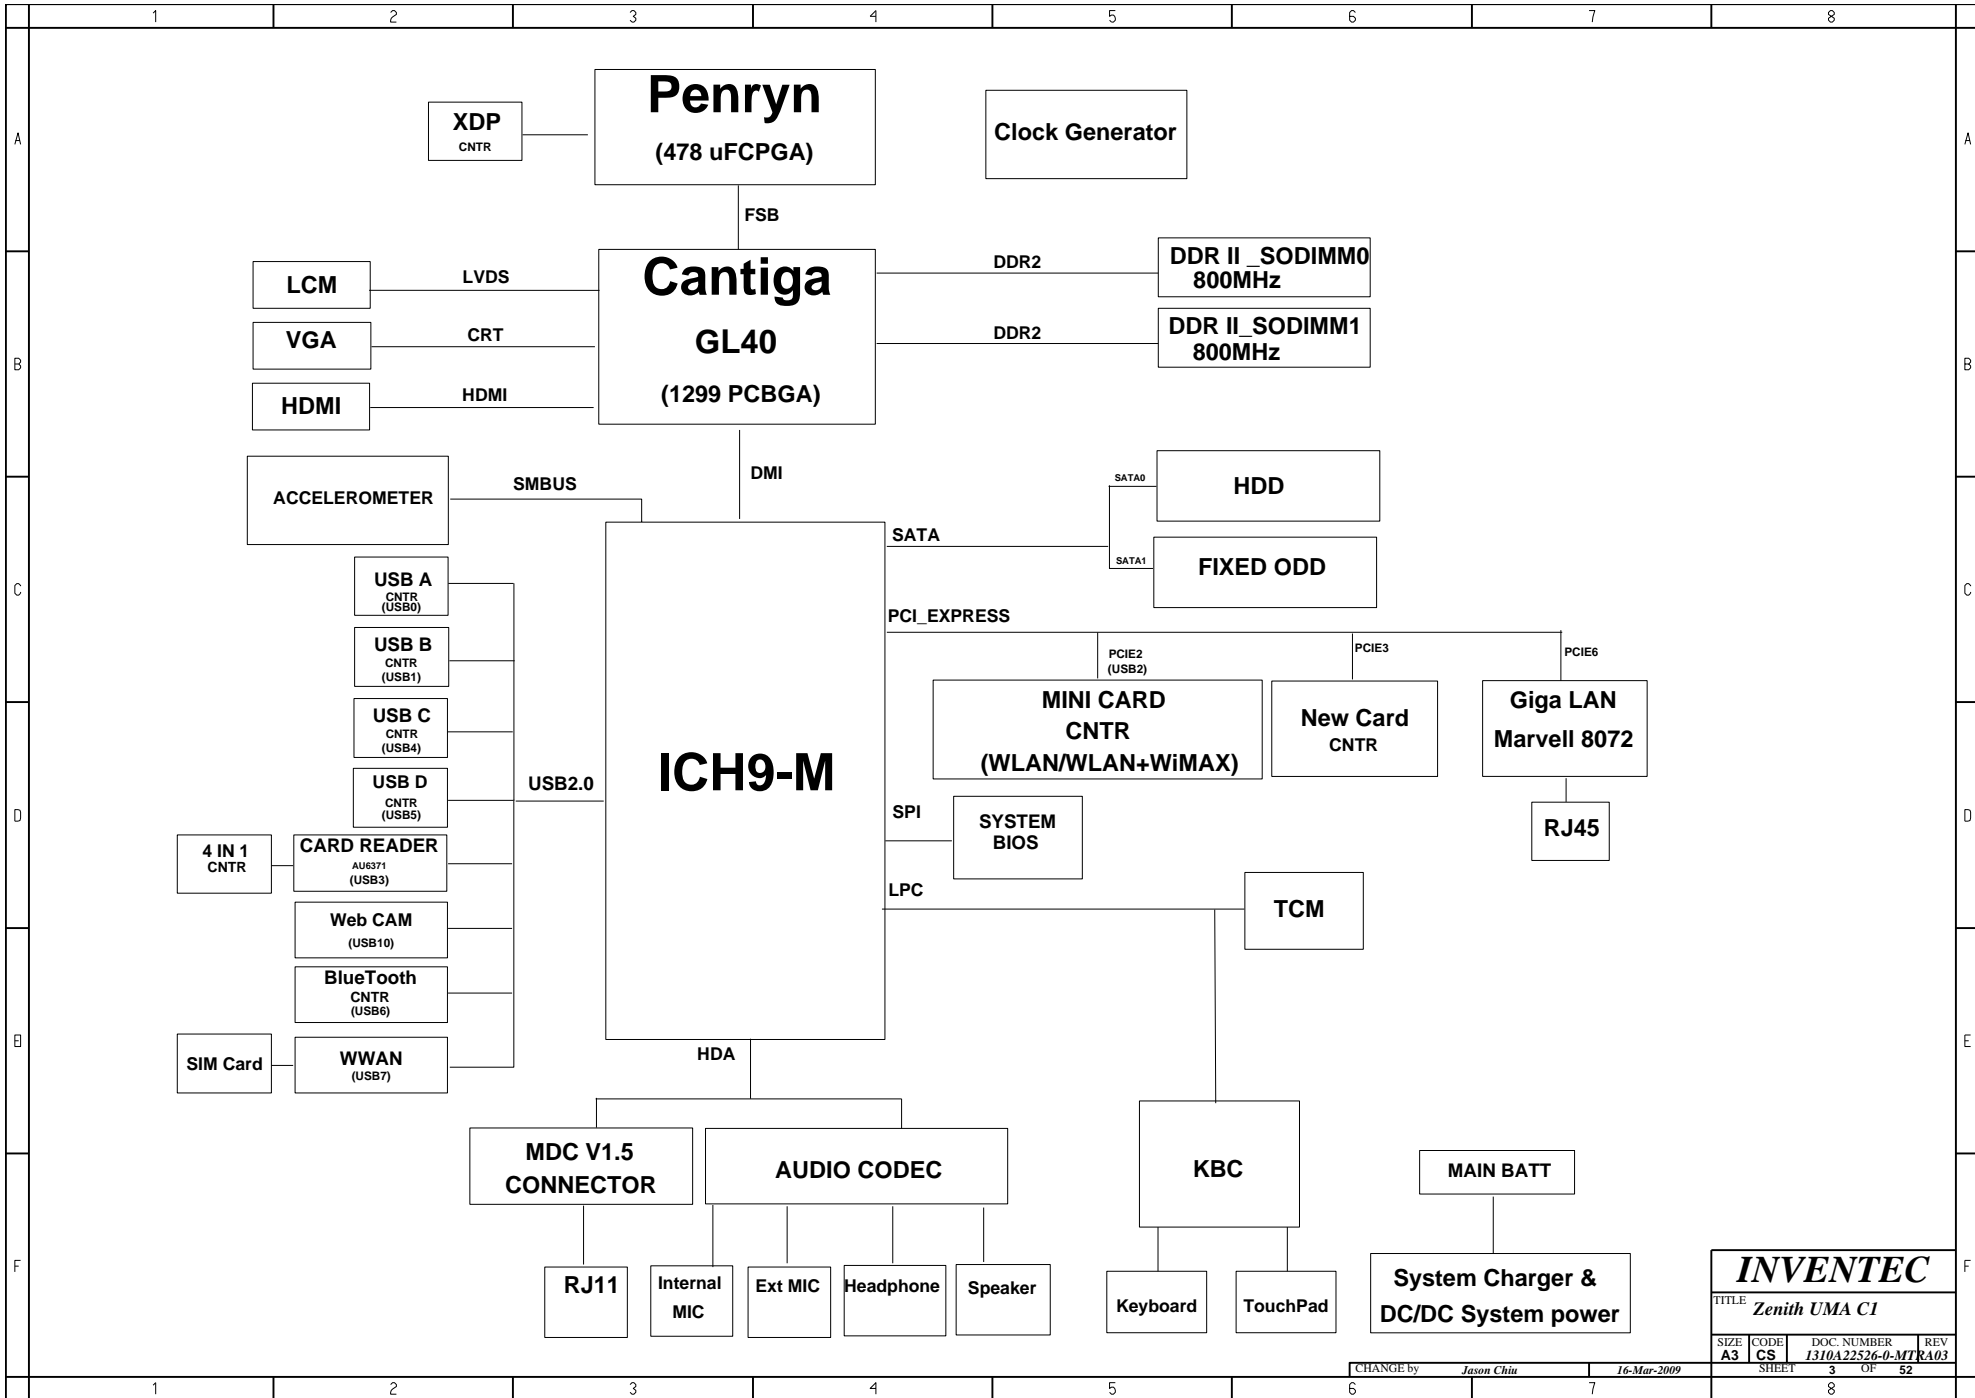 1 2 3 4 5 6 7 8
A
A
Penryn
(478 uFCPGA)
XDP
CNTR
Clock Generator
FSB
B
B
Cantiga
GL40
(1299 PCBGA)
LCM
LVDS
VGA
CRT
HDMI
HDMI
DDR2
DDR II _SODIMM0
800MHz
DDR2
DDR II_SODIMM1
800MHz
DMI
C
C
ACCELEROMETER
SMBUS
ICH9-M
SATA
SATA0
HDD
SATA1
FIXED ODD
PCI_EXPRESS
PCIE2
(USB2)
PCIE3
PCIE6
MINI CARD
CNTR
(WLAN/WLAN+WiMAX)
New Card
CNTR
Giga LAN
Marvell 8072
RJ45
USB A
CNTR
(USB0)
USB B
CNTR
(USB1)
USB C
CNTR
(USB4)
USB D
CNTR
(USB5)
USB2.0
D
D
4 IN 1
CNTR
CARD READER
AU6371
(USB3)
Web CAM
(USB10)
BlueTooth
CNTR
(USB6)
SIM Card
WWAN
(USB7)
SPI
SYSTEM
BIOS
LPC
TCM
E
E
HDA
MDC V1.5
CONNECTOR
AUDIO CODEC
KBC
MAIN BATT
F
F
RJ11
Internal
MIC
Ext MIC
Headphone
Speaker
Keyboard
TouchPad
System Charger &
DC/DC System power
INVENTEC
TITLE
Zenith UMA C1
SIZE CODE DOC. NUMBER REV
A3 CS 1310A22526-0-MTRA03
CHANGE by Jason Chiu 16-Mar-2009
SHEET 3 OF 52
1 2 3 4 5 6 7 8